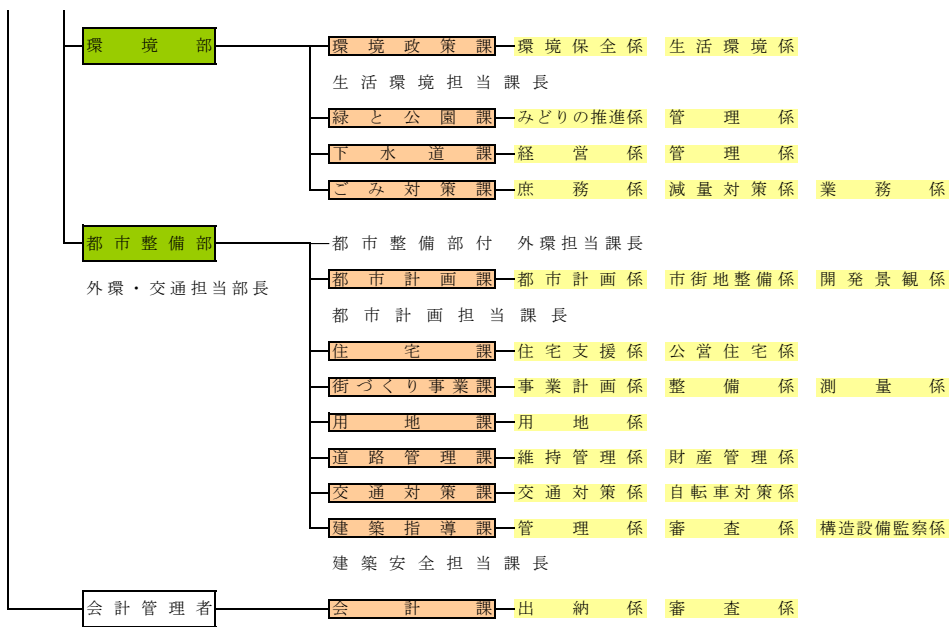 環境部 環境政策課 環境保全係 生活環境係
生活環境担当課長
緑と公園課 みどりの推進係 管理係
下水道課 経営係 管理係
ごみ対策課 庶務係 減量対策係 業務係
都市整備部 都市整備部付 外環担当課長
外環・交通担当部長
都市計画課 都市計画係 市街地整備係 開発景観係
都市計画担当課長
住宅課 住宅支援係 公営住宅係
街づくり事業課 事業計画係 整備係 測量係
用地課 用地係
道路管理課 維持管理係 財産管理係
交通対策課 交通対策係 自転車対策係
建築指導課 管理係 審査係 構造設備監察係
建築安全担当課長
会計管理者 会計課 出納係 審査係